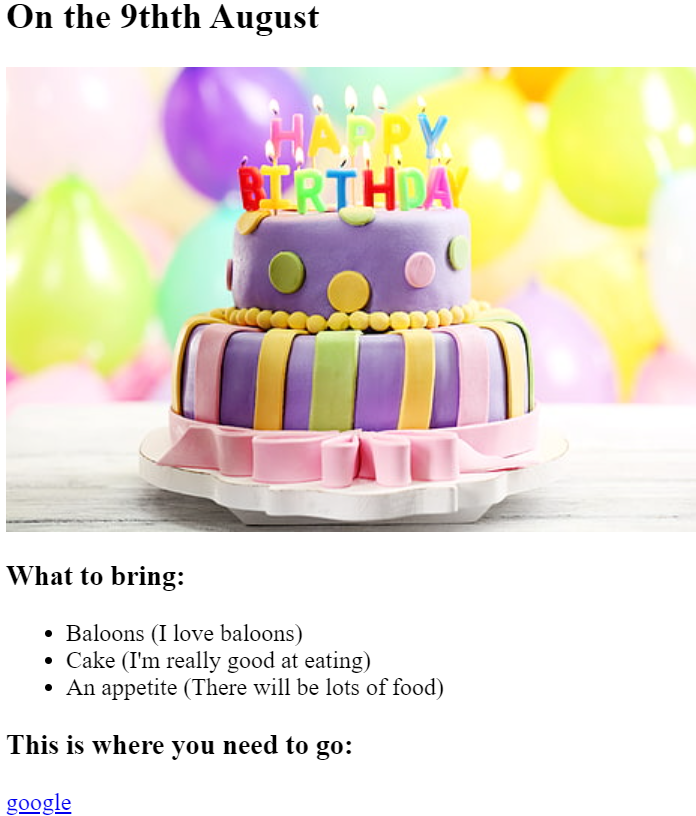 On the 9thth August
HAPPY
BIRTHDAY
What to bring:
Baloons (I love baloons)
Cake (I'm really good at eating)
An appetite (There will be lots of food)
This is where you need to go:
google